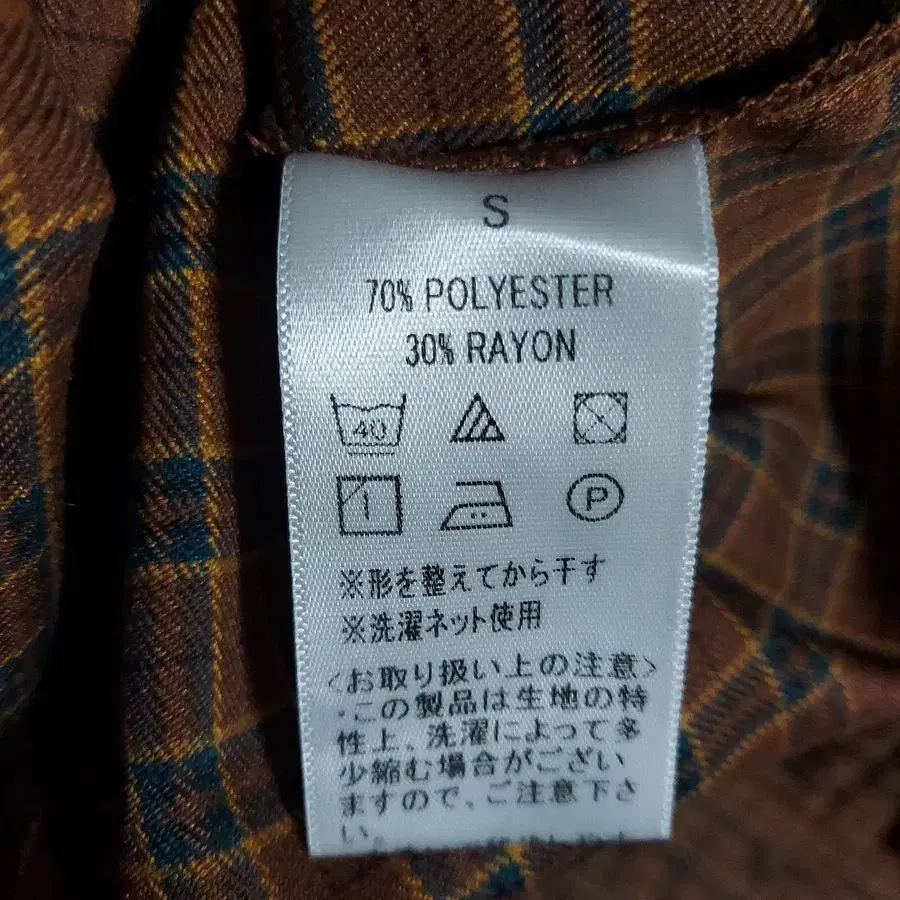 S
70% POLYESTER
30% RAYON
40
P
※形を整えてから干す
※洗濯ネット使用
<お取り扱い上の注意>
・この製品は生地の特
性上、洗濯によって多
少縮む場合がござい
ますので、ご注意下さ
い。